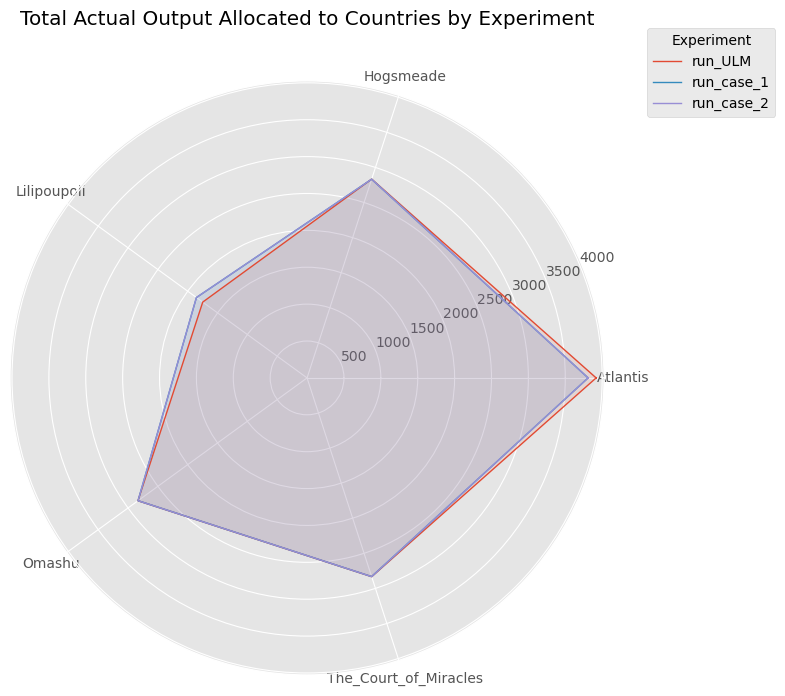 Total Actual Output Allocated to Countries by Experiment
Experiment
run_ULM
run_case_1
run_case_2
Hogsmeade
Lilipoupoli
4000
3500
3000
2500
2000
1500
1000
500
Atlantis
Omashu
The_Court_of_Miracles